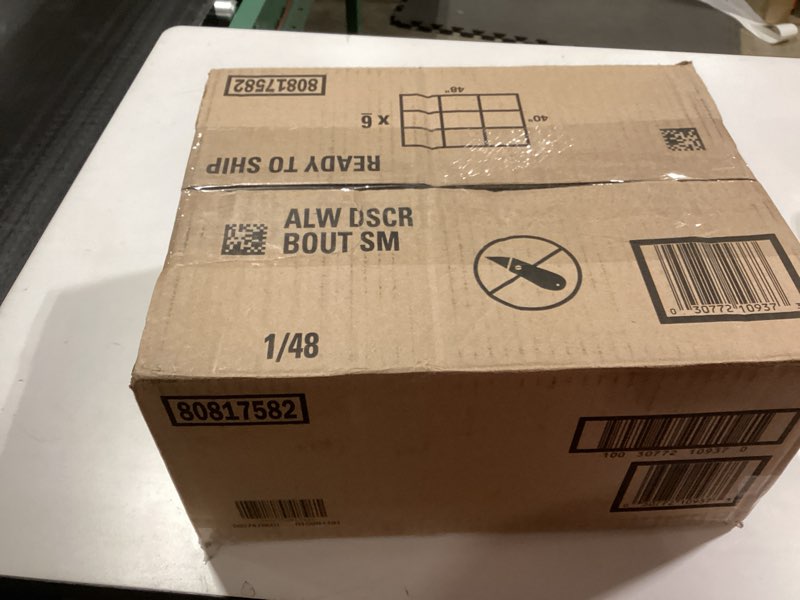 80817582
48"
40"
x 6
READY TO SHIP
ALW DSCR
BOUT SM
0 30772 10937 3
1/48
80817582
100 30772 10937 0